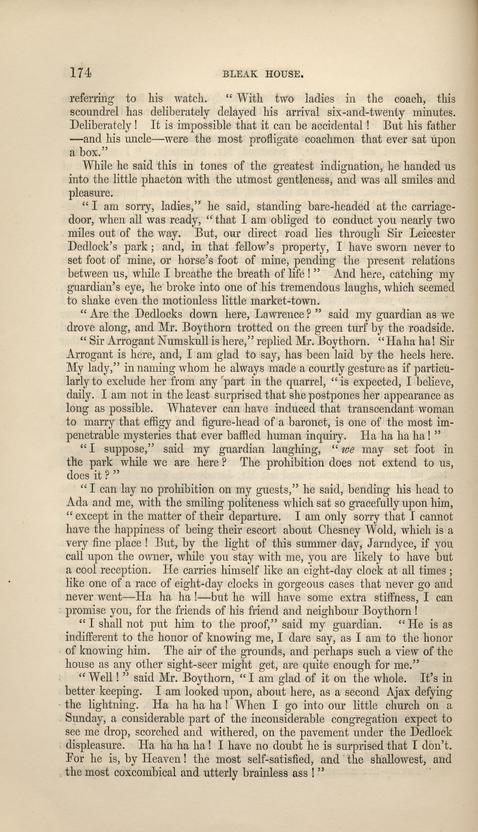 174 BLEAK HOUSE.
referring to his watch. “ With two ladies in the coach, this
scoundrel has deliberately delayed his arrival six-and-twenty minutes.
Deliberately ! It is impossible that it can be accidental ! But his father
—and his uncle—were the most profligate coachmen that ever sat upon
a box.”
While he said this in tones of the greatest indignation, he handed us
into the little phaeton with the utmost gentleness, and was all smiles and
pleasure.
“ I am sorry, ladies,” he said, standing bare-headed at the carriage-
door, when all was ready, “ that I am obliged to conduct you nearly two
miles out of the way. But, our direct road lies through Sir Leicester
Dedlock’s park ; and, in that fellow’s property, I have sworn never to
set foot of mine, or horse’s foot of mine, pending the present relations
between us, while I breathe the breath of life ! ” And here, catching my
guardian’s eye, he broke into one of his tremendous laughs, which seemed
to shake even the motionless little market-town.
“ Are the Dedlocks down here, Lawrence ? ” said my guardian as we
drove along, and Mr. Boythorn trotted on the green turf by the roadside.
“ Sir Arrogant Numskull is here,” replied Mr. Boythorn. “ Ha ha ha ! Sir
Arrogant is here, and, I am glad to say, has been laid by the heels here.
My lady,” in naming whom he always made a courtly gesture as if particu-
larly to exclude her from any part in the quarrel, “ is expected, I believe,
daily. I am not in the least surprised that she postpones her appearance as
long as possible. Whatever can have induced that transcendant woman
to marry that effigy and figure-head of a baronet, is one of the most im-
penetrable mysteries that ever baffled human inquiry. Ha ha ha ha ! ”
“ I suppose,” said my guardian laughing, “ we may set foot in
the park while we are here ? The prohibition does not extend to us,
does it ? ”
“ I can lay no prohibition on my guests,” he said, bending his head to
Ada and me, with the smiling politeness which sat so gracefully upon him,
“ except in the matter of their departure. I am only sorry that I cannot
have the happiness of being their escort about Chesney Wold, which is a
very fine place ! But, by the light of this summer day, Jarndyce, if you
call upon the owner, while you stay with me, you are likely to have but
a cool reception. He carries himself like an eight-day clock at all times ;
like one of a race of eight-day clocks in gorgeous cases that never go and
never went—Ha ha ha !—but he will have some extra stiffness, I can
promise you, for the friends of his friend and neighbour Boythorn !
“ I shall not put him to the proof,” said my guardian. “ He is as
indifferent to the honor of knowing me, I dare say, as I am to the honor
of knowing him. The air of the grounds, and perhaps such a view of the
house as any other sight-seer might get, are quite enough for me.”
“ Well ! ” said Mr. Boythorn, “ I am glad of it on the whole. It’s in
better keeping. I am looked upon, about here, as a second Ajax defying
the lightning. Ha ha ha ha ! When I go into our little church on a
Sunday, a considerable part of the inconsiderable congregation expect to
see me drop, scorched and withered, on the pavement under the Dedlock
displeasure. Ha ha ha ha ! I have no doubt he is surprised that I don’t.
For he is, by Heaven ! the most self-satisfied, and the shallowest, and
the most coxcombical and utterly brainless ass ! ”